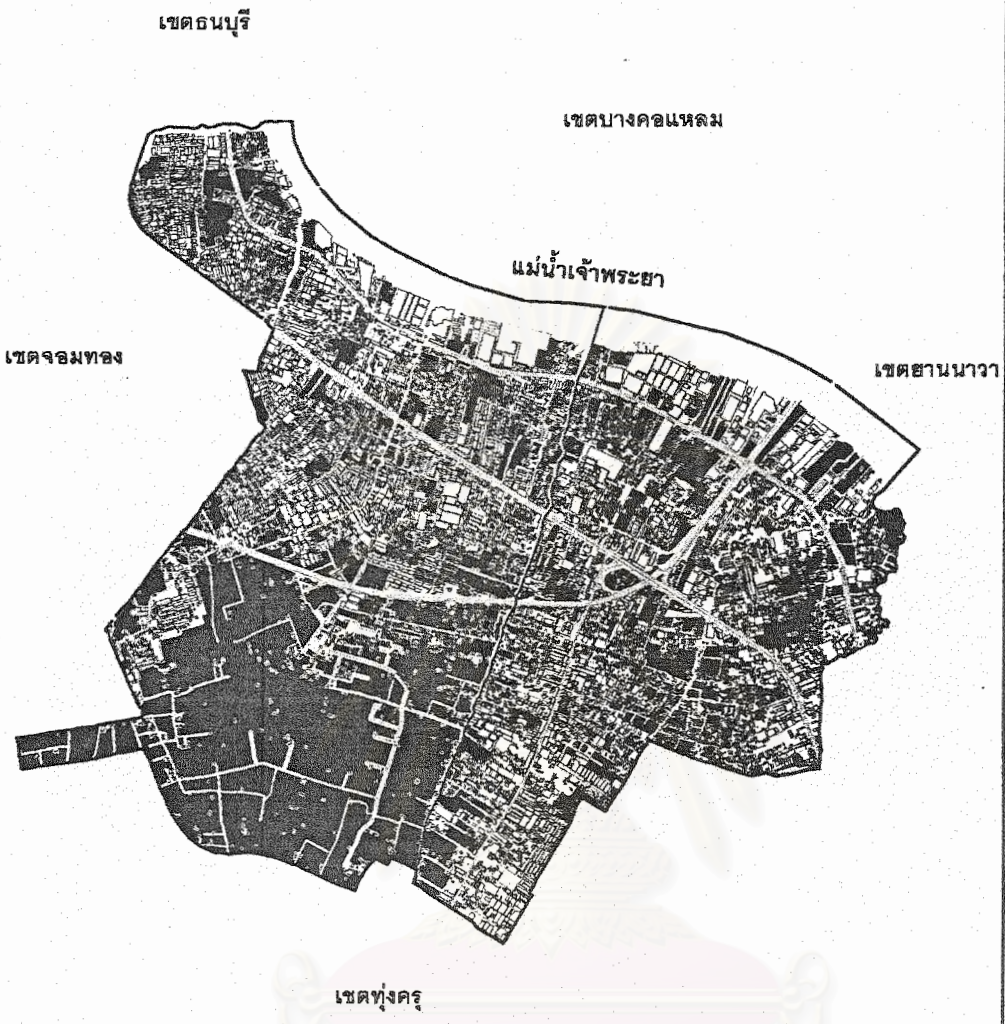 เขตธนบุรี
เขตบางคอแหลม
แม่น้ำเจ้าพระยา
เขตจอมทอง
เขตยานนาวา
เขตทุ่งครุ